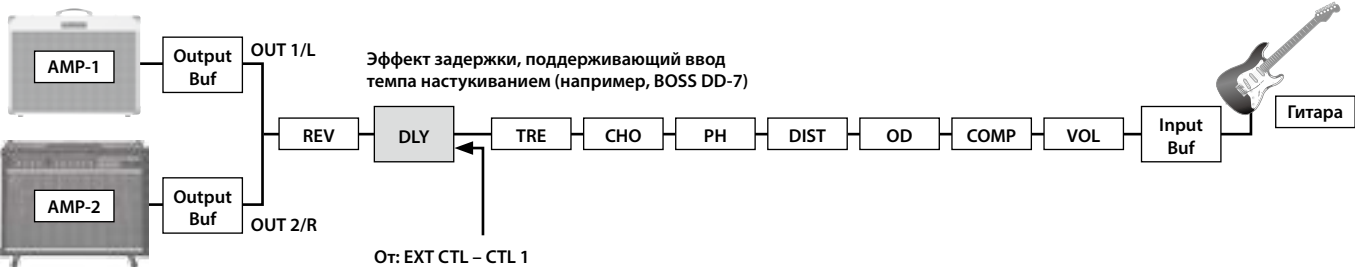 AMP-1
Output
Buf
OUT 1/L
Эффект задержки, поддерживающий ввод
темпа настукиванием (например, BOSS DD-7)
REV
DLY
TRE
CHO
PH
DIST
OD
COMP
VOL
Input
Buf
Гитара
AMP-2
Output
Buf
OUT 2/R
От: EXT CTL – CTL 1